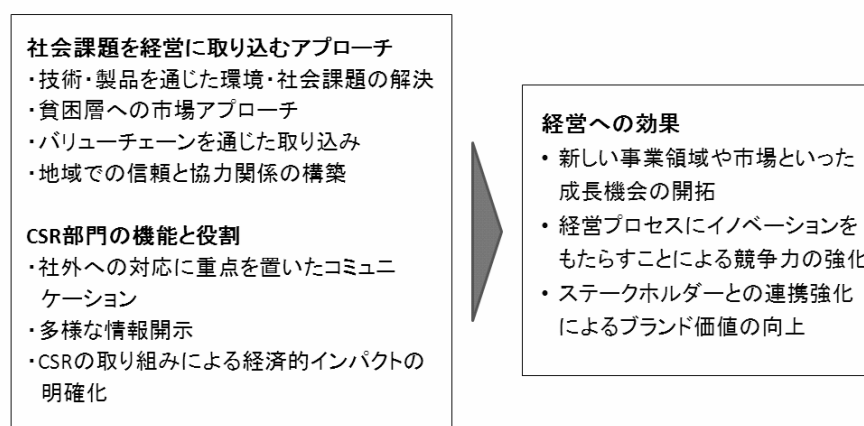 社会課題を経営に取り込むアプローチ
・技術・製品を通じた環境・社会課題の解決
・貧困層への市場アプローチ
・バリューチェーンを通じた取り込み
・地域での信頼と協力関係の構築
CSR部門の機能と役割
・社外への対応に重点を置いたコミュニ
ケーション
・多様な情報開示
・CSRの取り組みによる経済的インパクトの
明確化
経営への効果
• 新しい事業領域や市場といった
成長機会の開拓
• 経営プロセスにイノベーションを
もたらすことによる競争力の強化
• ステークホルダーとの連携強化
によるブランド価値の向上